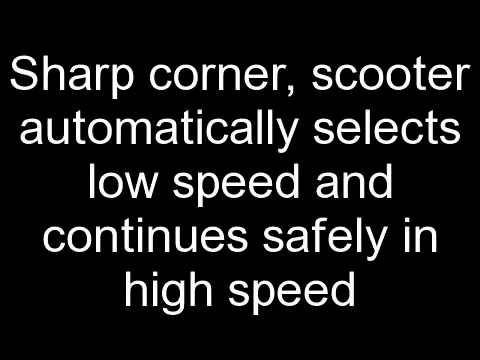 Sharp corner, scooter
automatically selects
low speed and
continues safely in
high speed